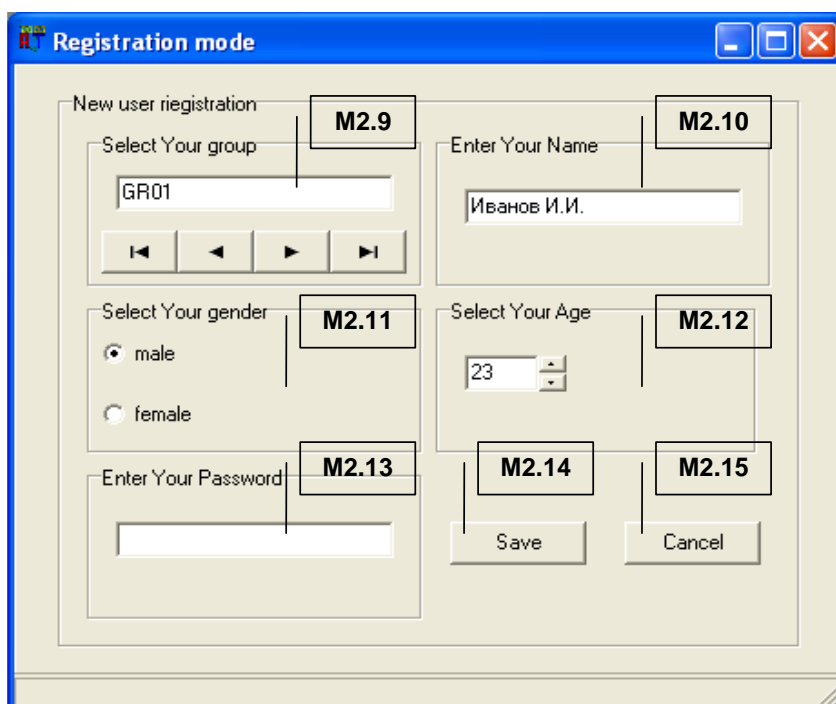 Registration mode
New user riegistration
M2.9
M2.10
Select Your group
Enter Your Name
GR01
Иванов И.И.
M2.11
M2.12
Select Your gender
Select Your Age
male
23
female
M2.13
M2.14
M2.15
Enter Your Password
Save
Cancel